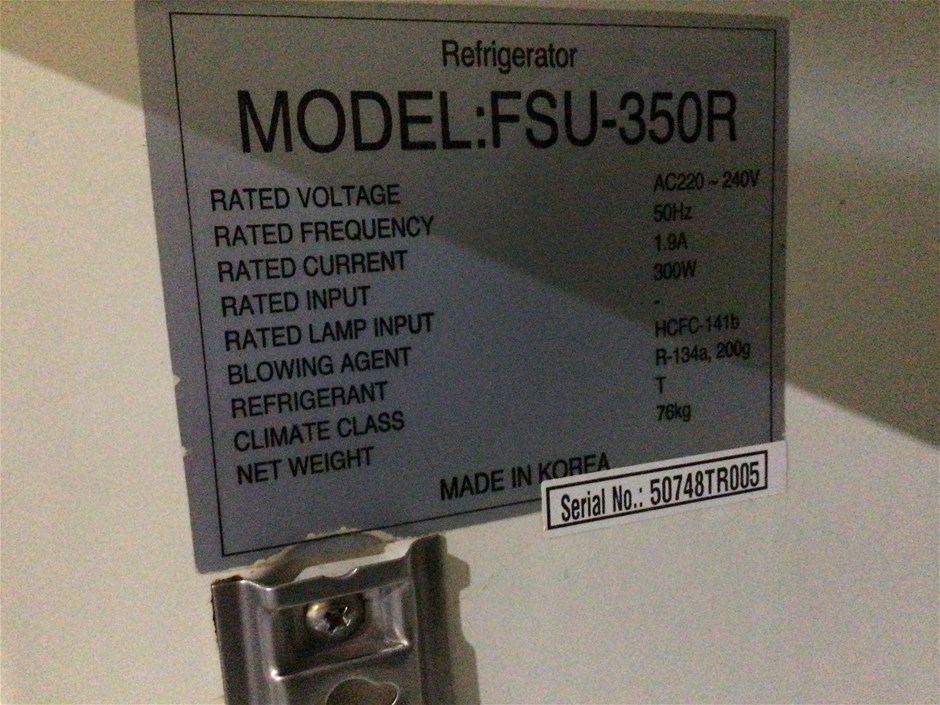 Refrigerator
MODEL:FSU-350R
RATED VOLTAGE AC220 ~ 240V
RATED FREQUENCY 50Hz
RATED CURRENT 1.9A
RATED INPUT 300W
RATED LAMP INPUT -
BLOWING AGENT HCFC-141b
REFRIGERANT R-134a, 200g
CLIMATE CLASS T
NET WEIGHT 76kg
MADE IN KOREA
Serial No.: 50748TR005